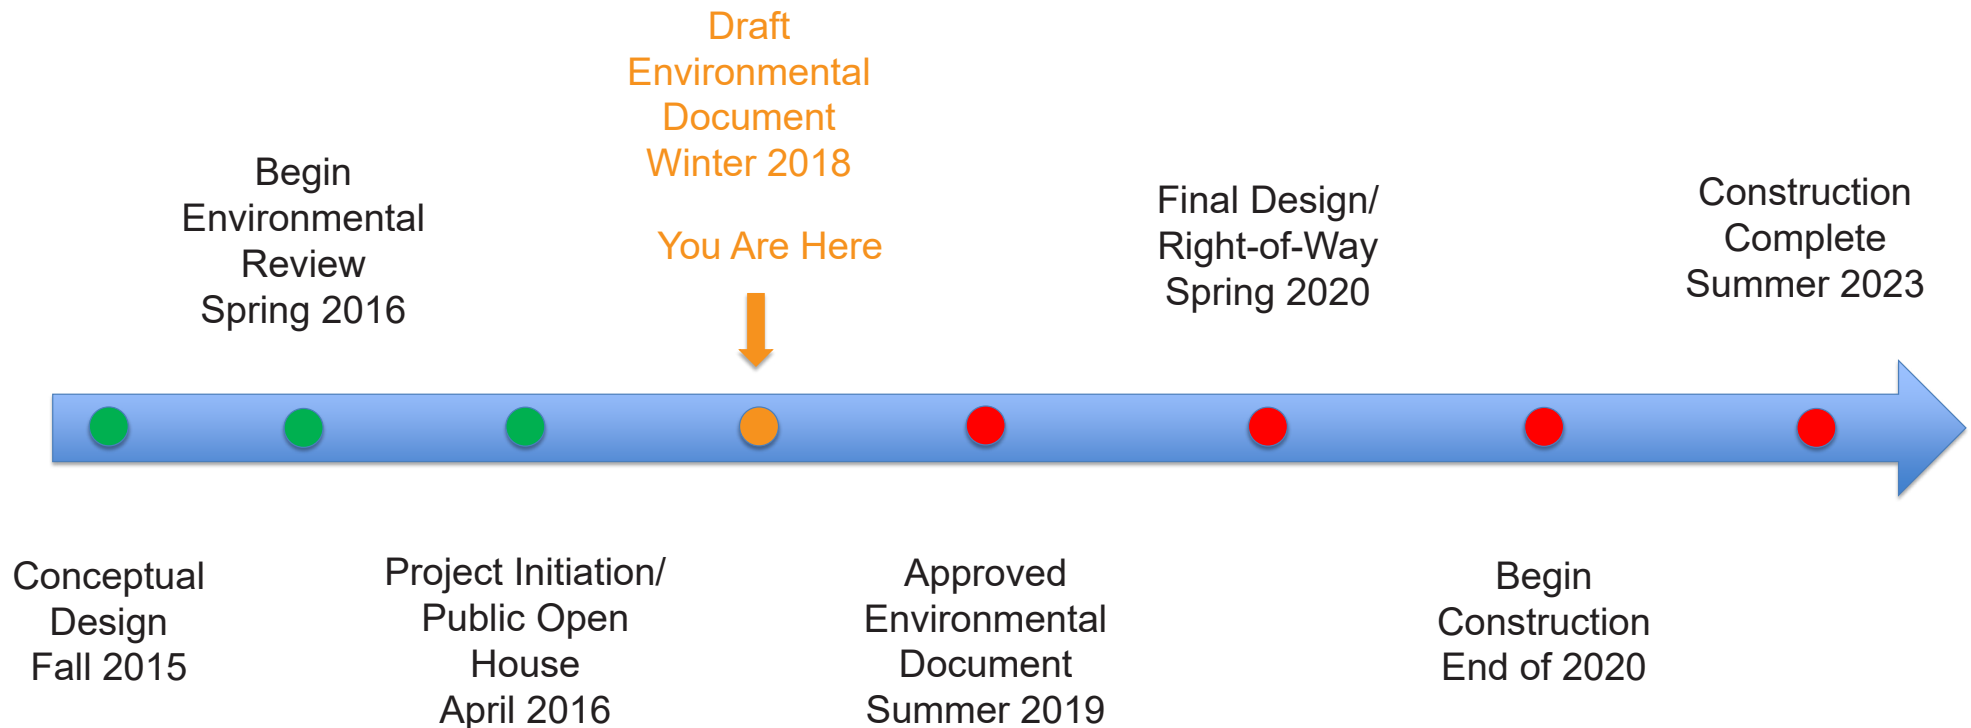 Draft
Environmental
Document
Winter 2018
You Are Here
Begin
Environmental
Review
Spring 2016
Final Design/
Right-of-Way
Spring 2020
Construction
Complete
Summer 2023
Conceptual
Design
Fall 2015
Project Initiation/
Public Open
House
April 2016
Approved
Environmental
Document
Summer 2019
Begin
Construction
End of 2020